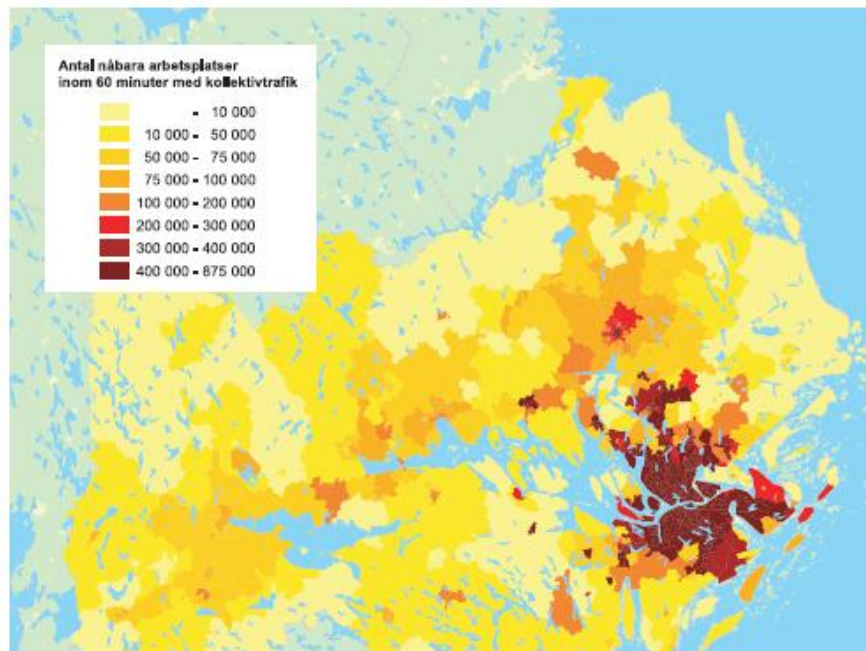 Antal nåbara arbetsplatser
inom 60 minuter med kollektivtrafik
- 10 000
10 000 - 50 000
50 000 - 75 000
75 000 - 100 000
100 000 - 200 000
200 000 - 300 000
300 000 - 400 000
400 000 - 875 000